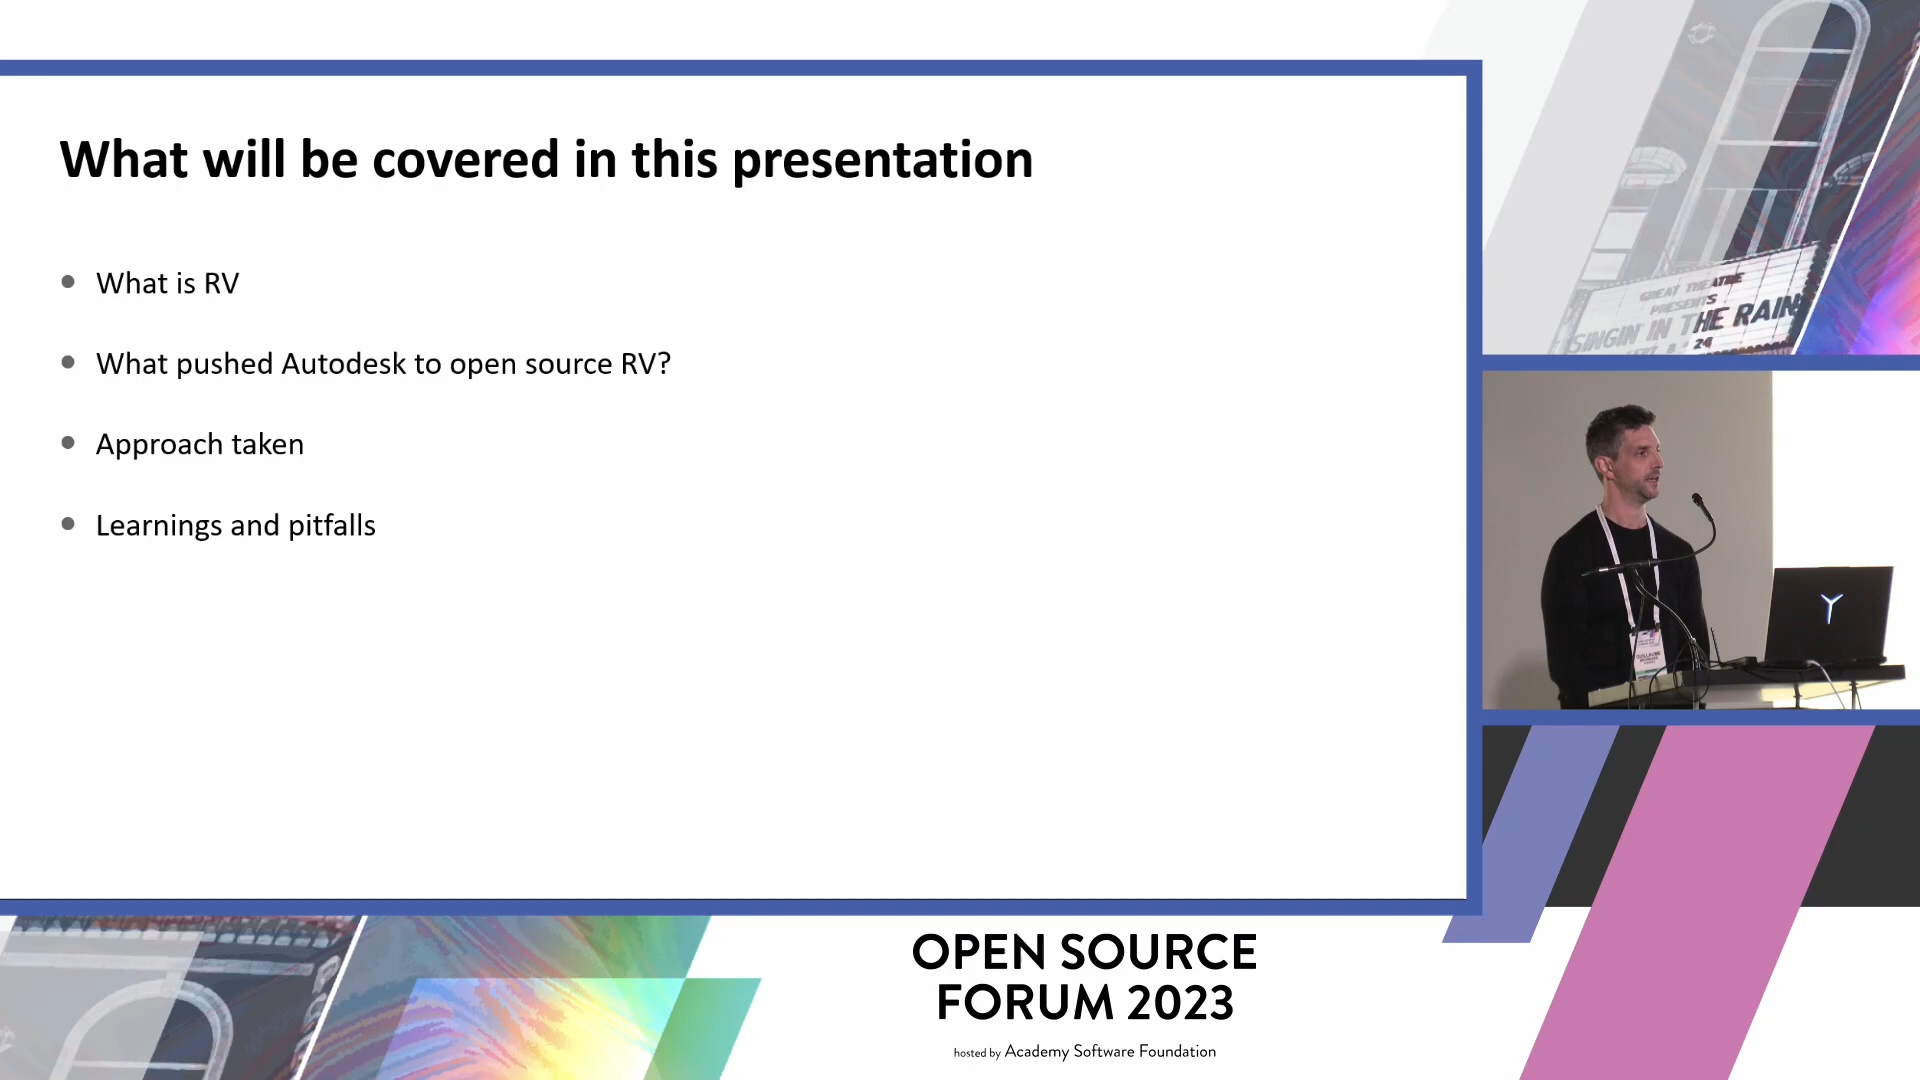 What will be covered in this presentation
What is RV
What pushed Autodesk to open source RV?
Approach taken
Learnings and pitfalls
GREAT THEATRE
PRESENTS
SINGIN' IN THE RAIN
24
GUILLAUME
OPEN SOURCE
FORUM 2023
hosted by Academy Software Foundation